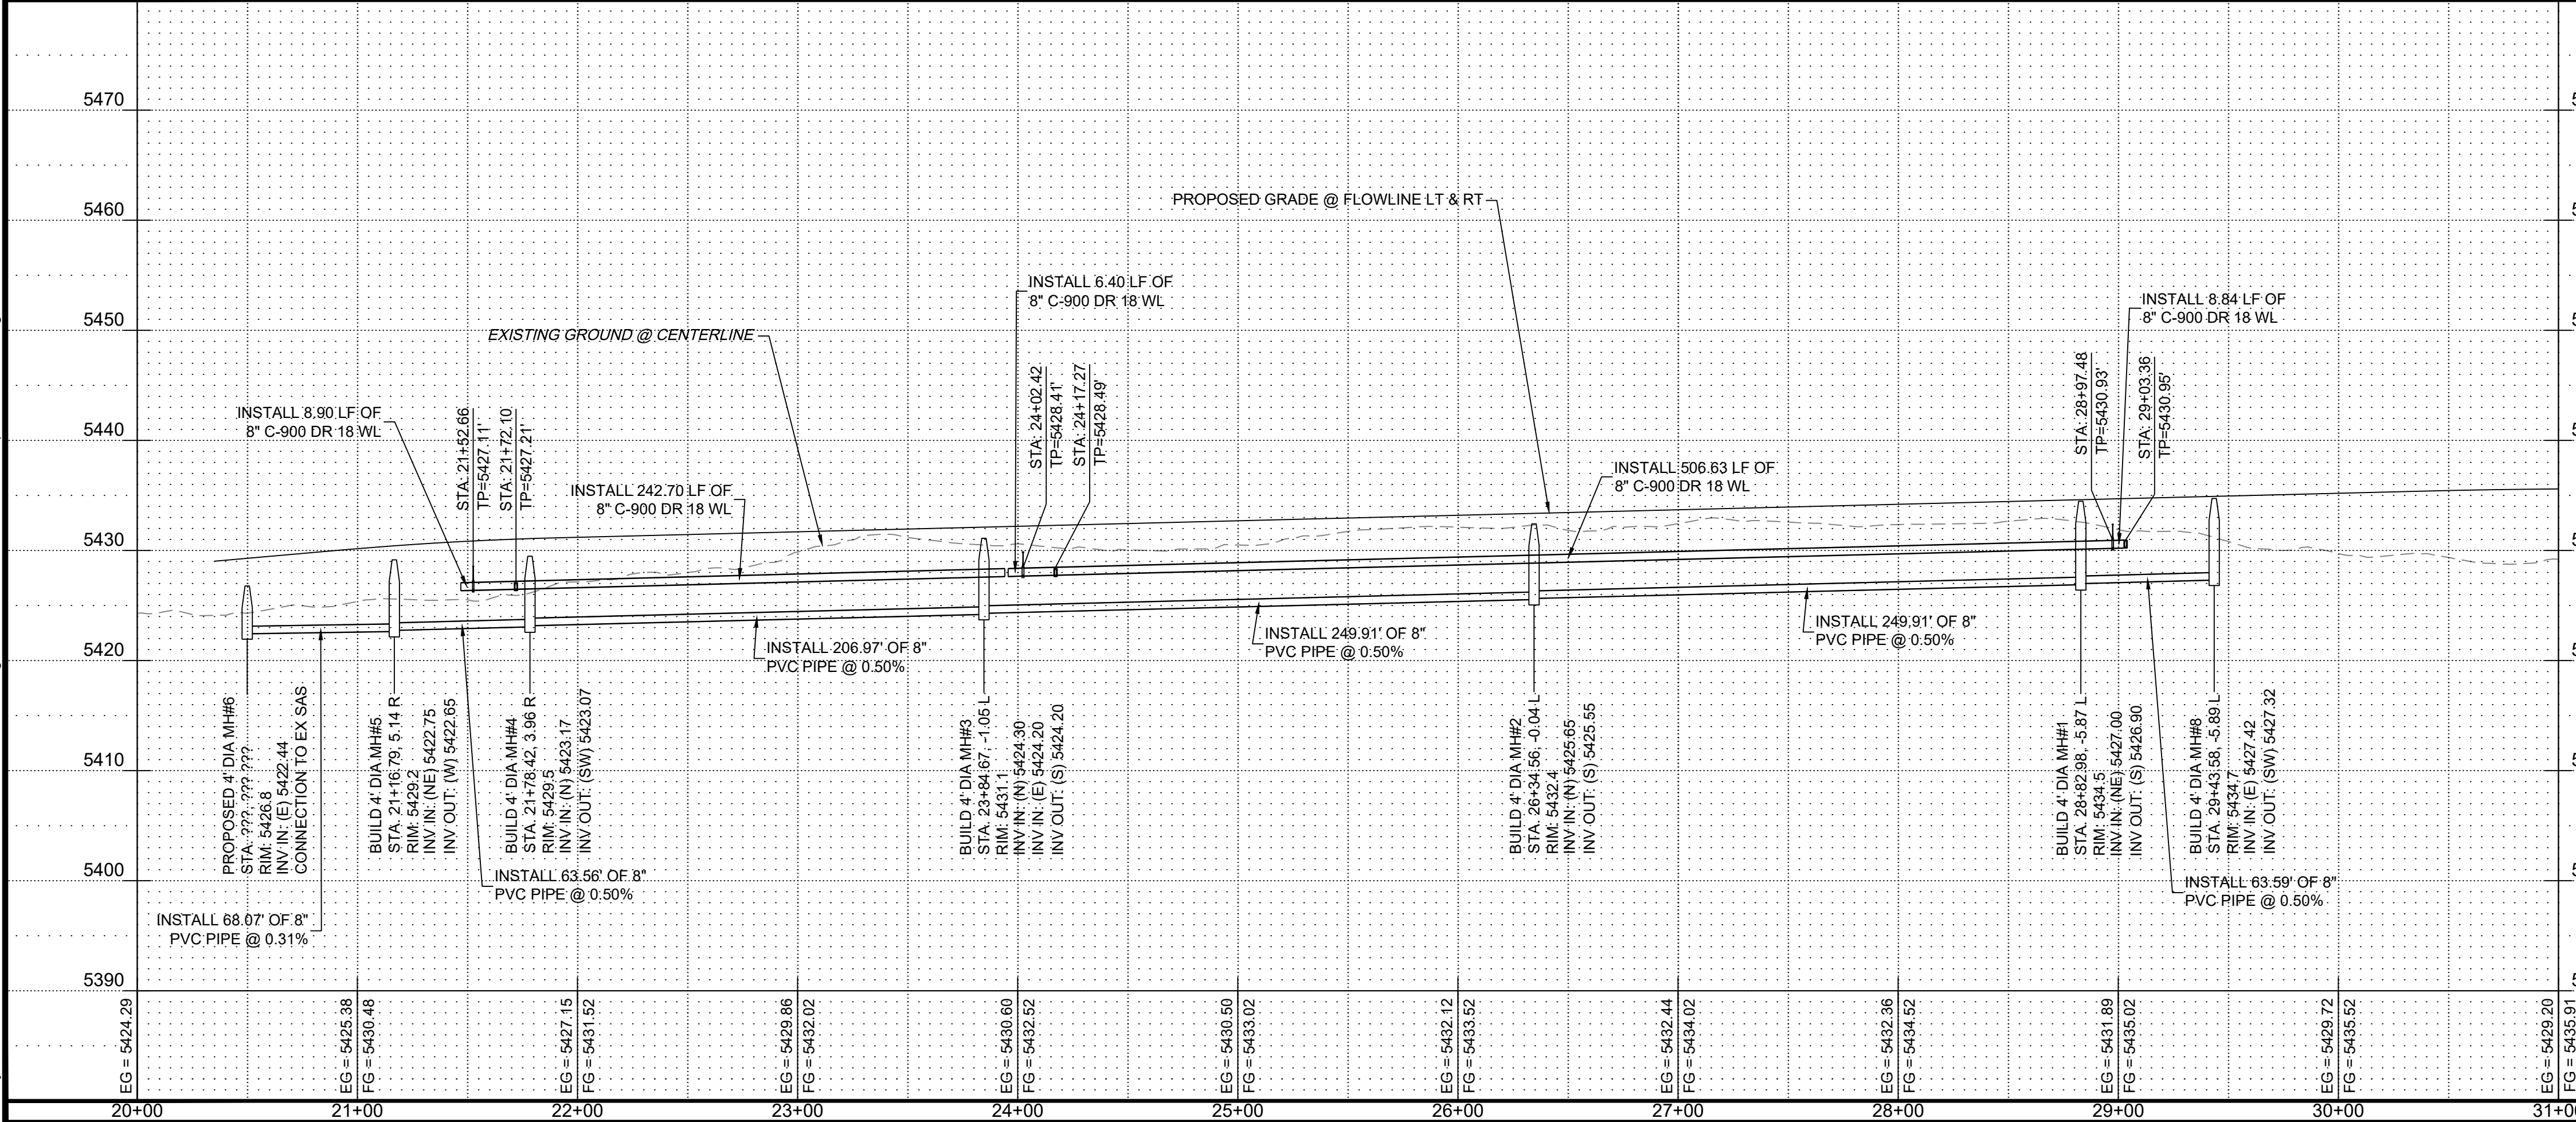 5470
5460
5450
5440
5430
5420
5410
5400
5390
PROPOSED GRADE @ FLOWLINE LT & RT
EXISTING GROUND @ CENTERLINE
INSTALL 8.90 LF OF
8" C-900 DR 18 WL
STA: 21+52.66
TP=5427.11'
STA: 21+72.10
TP=5427.21'
INSTALL 242.70 LF OF
8" C-900 DR 18 WL
INSTALL 6.40 LF OF
8" C-900 DR 18 WL
STA: 24+02.42
TP=5428.41'
STA: 24+17.27
TP=5428.49'
INSTALL 506.63 LF OF
8" C-900 DR 18 WL
INSTALL 8.84 LF OF
8" C-900 DR 18 WL
STA: 28+97.48
TP=5430.93'
STA: 29+03.36
TP=5430.95'
INSTALL 206.97' OF 8"
PVC PIPE @ 0.50%
INSTALL 249.91' OF 8"
PVC PIPE @ 0.50%
INSTALL 249.91' OF 8"
PVC PIPE @ 0.50%
PROPOSED 4' DIA MH#6
STA: ???, ??? ???
RIM: 5426.8
INV IN: (E) 5422.44
CONNECTION TO EX SAS
BUILD 4' DIA MH#5
STA. 21+16.79, 5.14 R
RIM: 5429.2
INV IN: (NE) 5422.75
INV OUT: (W) 5422.65
BUILD 4' DIA MH#4
STA. 21+78.42, 3.96 R
RIM: 5429.5
INV IN: (N) 5423.17
INV OUT: (SW) 5423.07
BUILD 4' DIA MH#3
STA. 23+84.67, -1.05 L
RIM: 5431.1
INV IN: (N) 5424.30
INV IN: (E) 5424.20
INV OUT: (S) 5424.20
BUILD 4' DIA MH#2
STA. 26+34.56, -0.04 L
RIM: 5432.4
INV IN: (N) 5425.65
INV OUT: (S) 5425.55
BUILD 4' DIA MH#1
STA. 28+82.98, -5.87 L
RIM: 5434.5
INV IN: (NE) 5427.00
INV OUT: (S) 5426.90
BUILD 4' DIA MH#8
STA. 29+43.58, -5.89 L
RIM: 5434.7
INV IN: (E) 5427.42
INV OUT: (SW) 5427.32
INSTALL 68.07' OF 8"
PVC PIPE @ 0.31%
INSTALL 63.56' OF 8"
PVC PIPE @ 0.50%
INSTALL 63.59' OF 8"
PVC PIPE @ 0.50%
EG = 5424.29
EG = 5425.38
FG = 5430.48
EG = 5427.15
FG = 5431.52
EG = 5429.86
FG = 5432.02
EG = 5430.60
FG = 5432.52
EG = 5430.50
FG = 5433.02
EG = 5432.12
FG = 5433.52
EG = 5432.44
FG = 5434.02
EG = 5432.36
FG = 5434.52
EG = 5431.89
FG = 5435.02
EG = 5429.72
FG = 5435.52
EG = 5429.20
FG = 5435.91
20+00
21+00
22+00
23+00
24+00
25+00
26+00
27+00
28+00
29+00
30+00